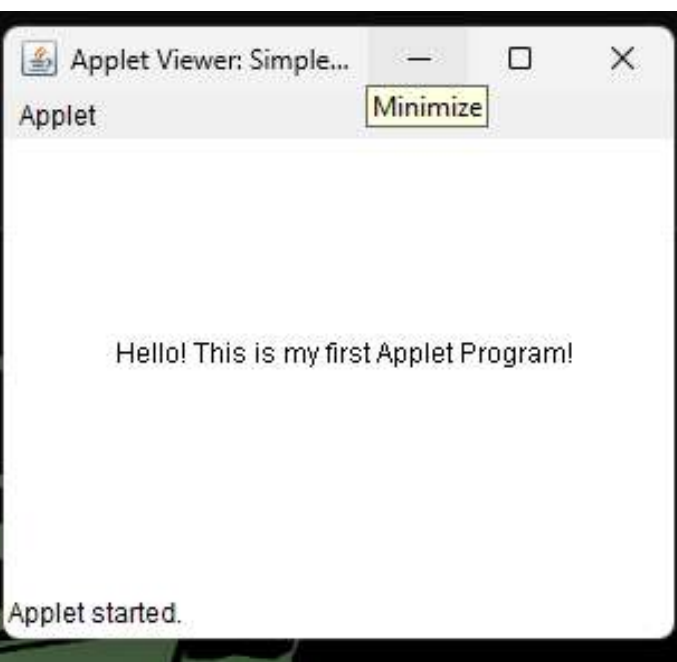 Applet Viewer: Simple...
Minimize
Applet
Hello! This is my first Applet Program!
Applet started.